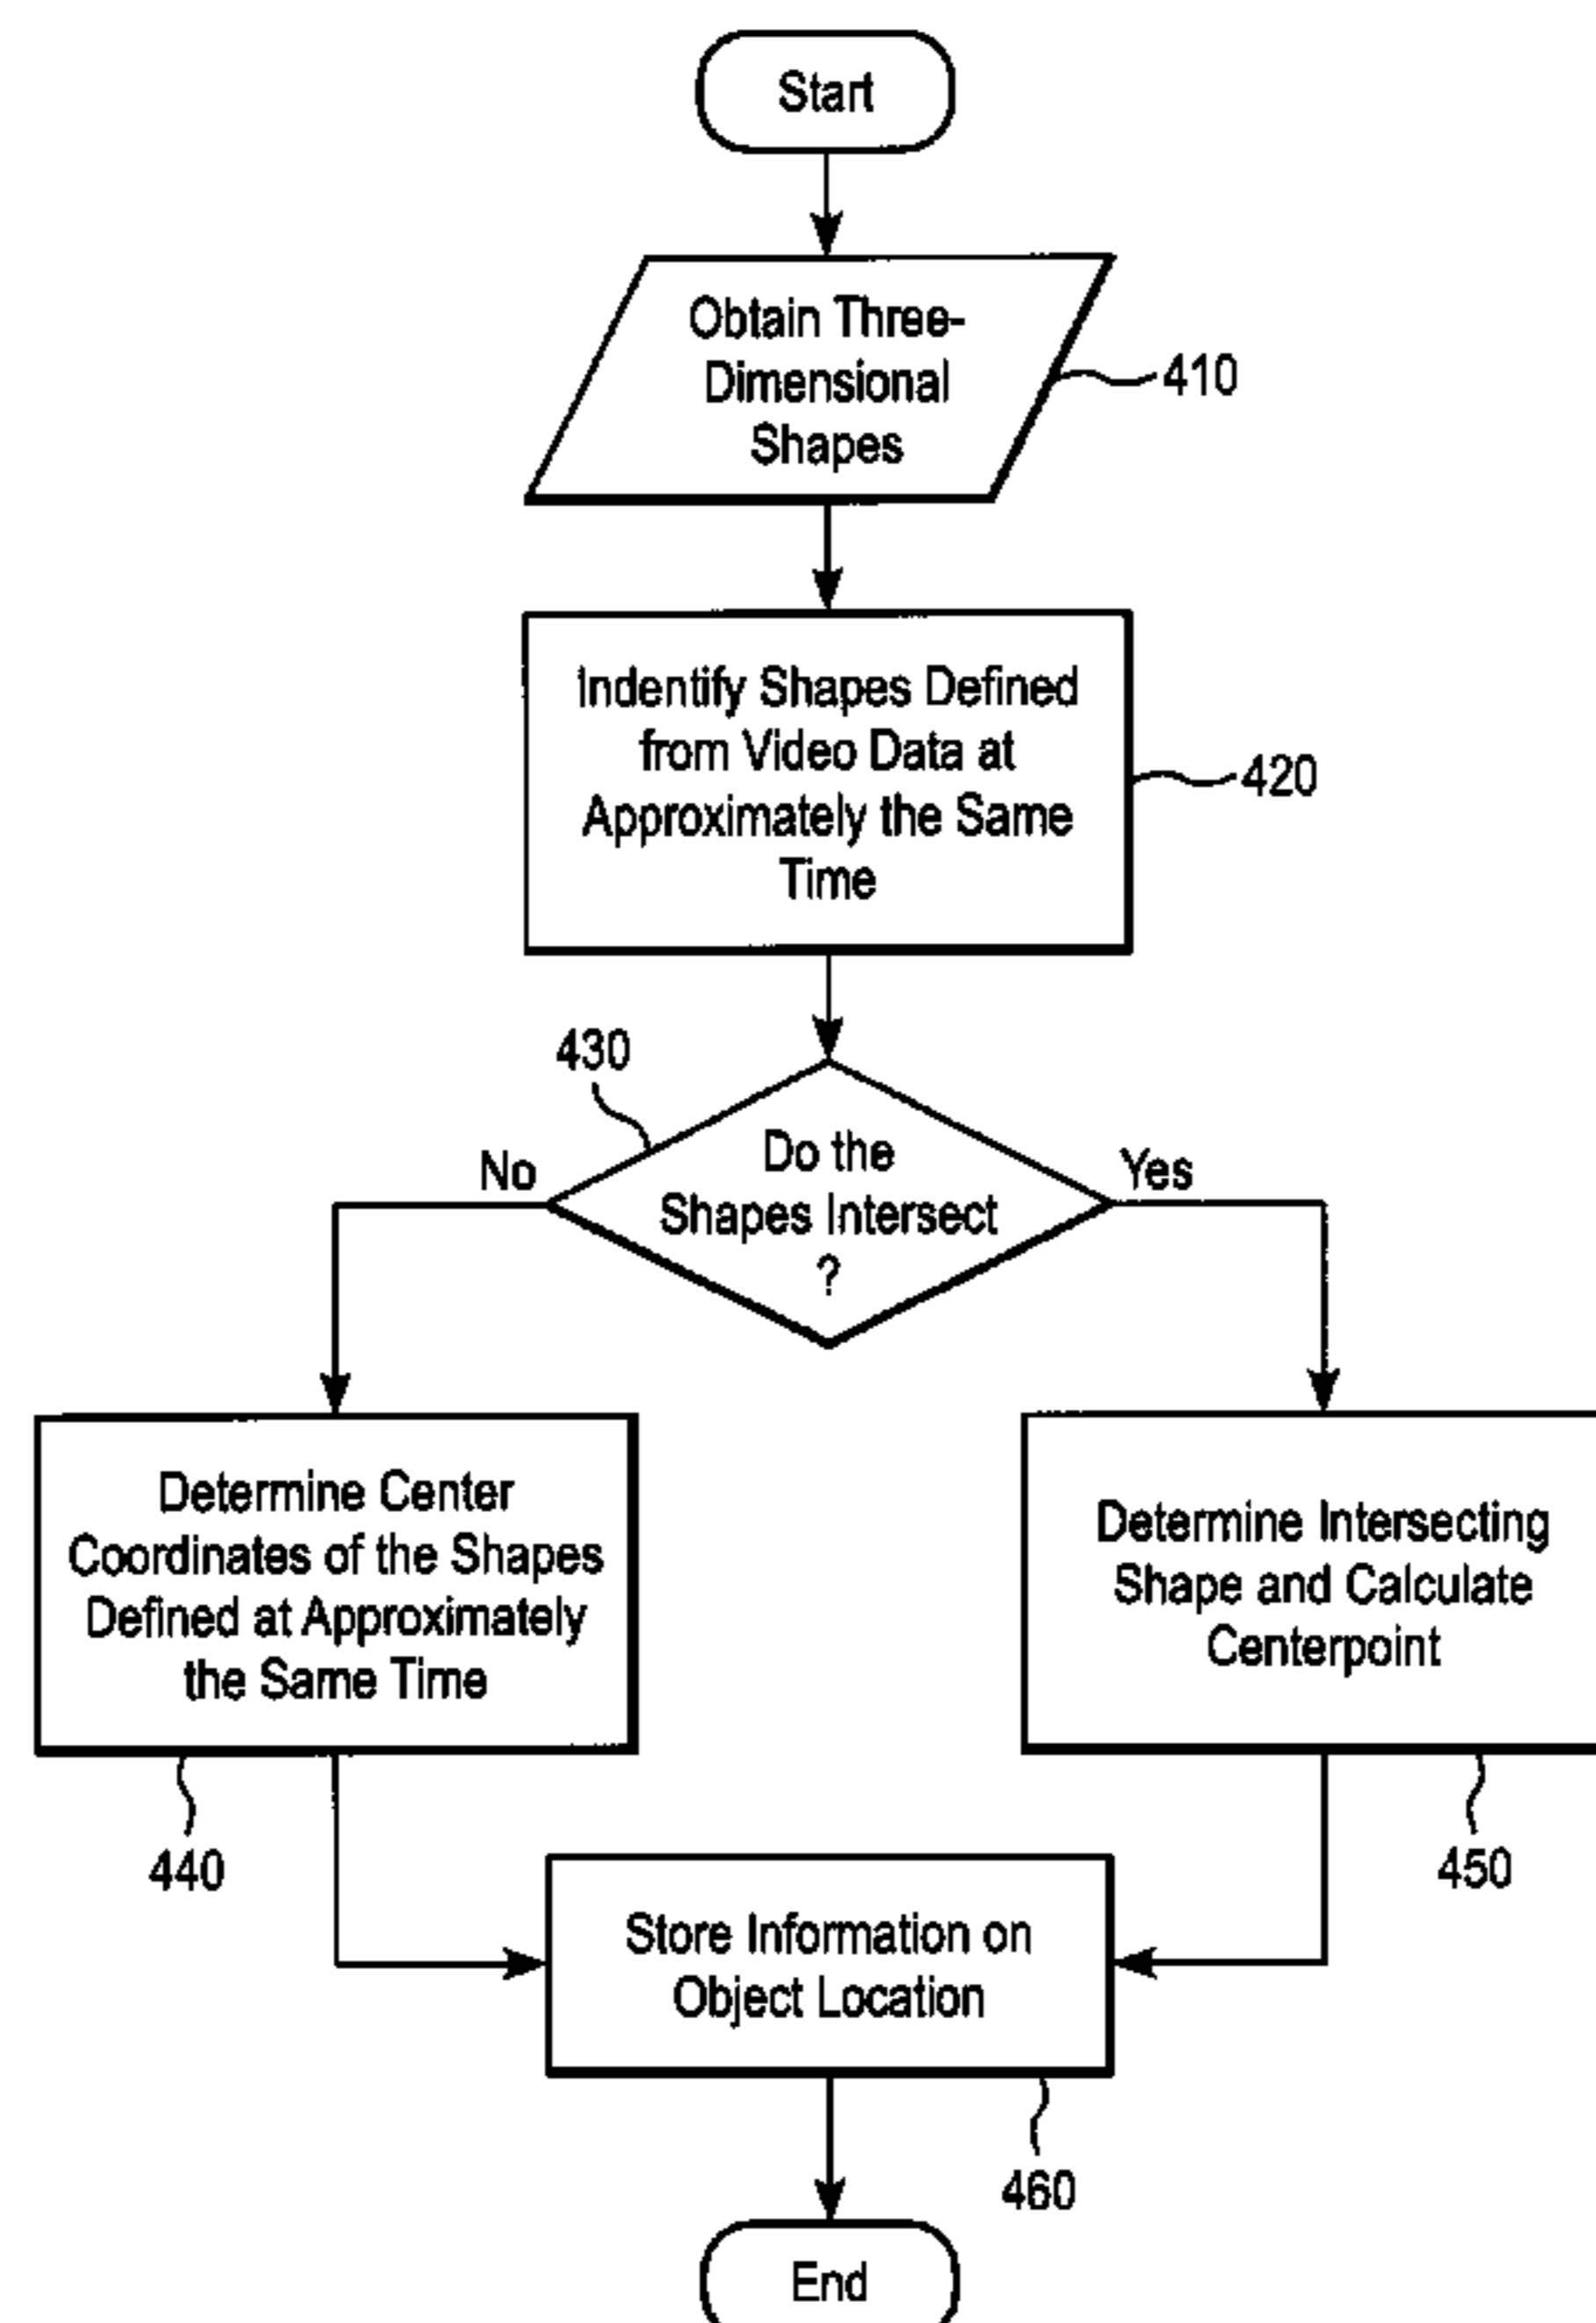 Start
Obtain Three-
Dimensional
Shapes
410
Indentify Shapes Defined
from Video Data at
Approximately the Same
Time
420
430
Do the
Shapes Intersect
?
No
Yes
Determine Center
Coordinates of the Shapes
Defined at Approximately
the Same Time
440
Determine Intersecting
Shape and Calculate
Centerpoint
450
Store Information on
Object Location
460
End